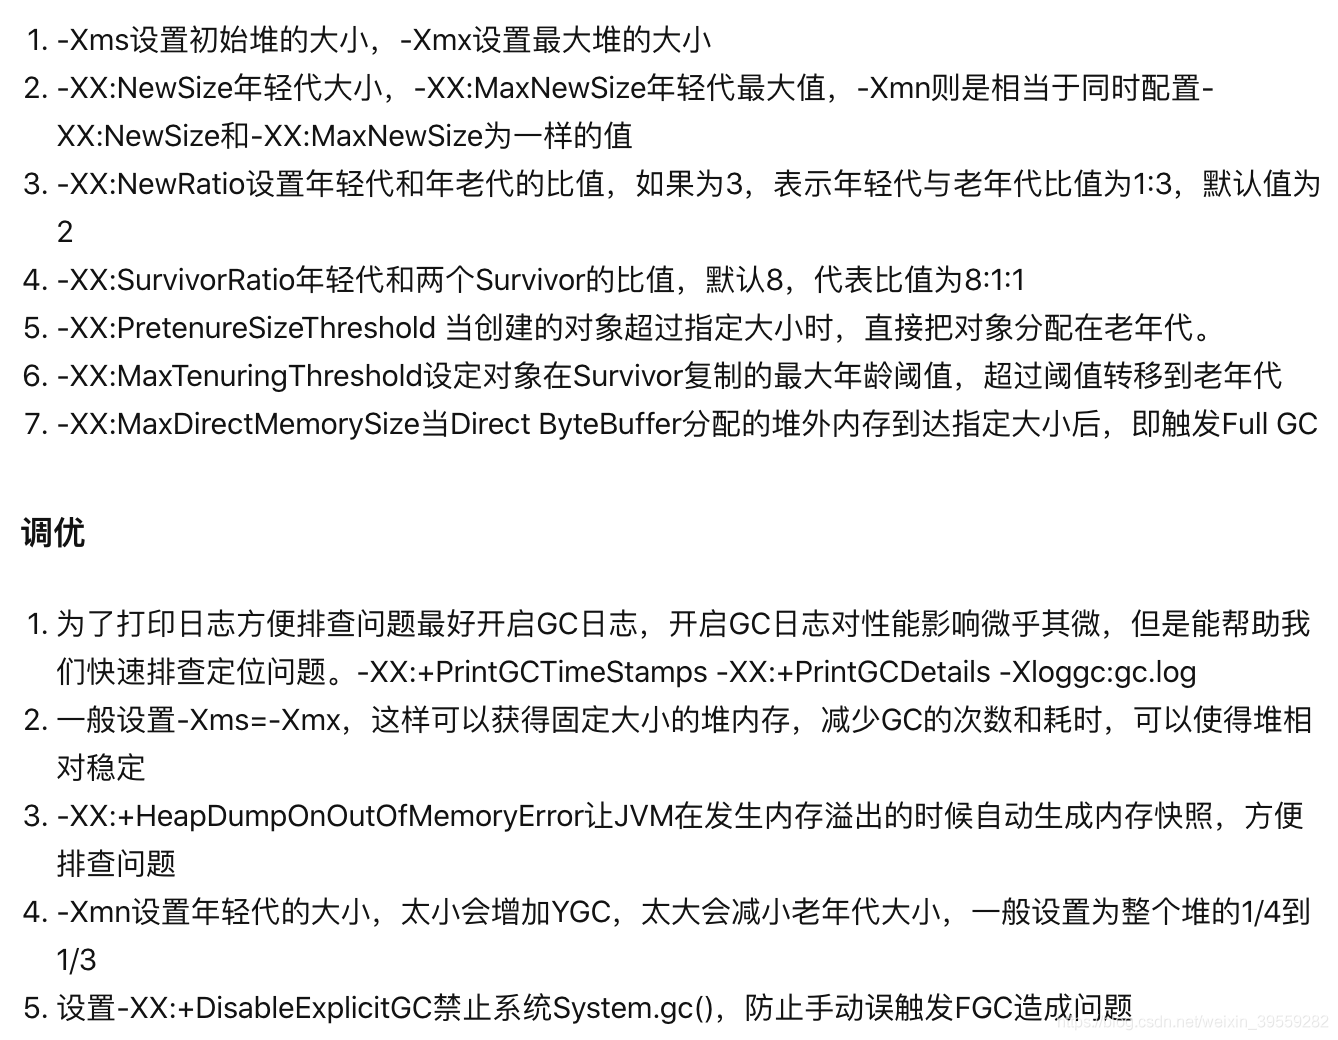 1. -Xms设置初始堆的大小，-Xmx设置最大堆的大小
2. -XX:NewSize年轻代大小，-XX:MaxNewSize年轻代最大值，-Xmn则是相当于同时配置-
XX:NewSize和-XX:MaxNewSize为一样的值
3. -XX:NewRatio设置年轻代和年老代的比值，如果为3，表示年轻代与老年代比值为1:3，默认值为
2
4. -XX:SurvivorRatio年轻代和两个Survivor的比值，默认8，代表比值为8:1:1
5. -XX:PretenureSizeThreshold 当创建的对象超过指定大小时，直接把对象分配在老年代。
6. -XX:MaxTenuringThreshold设定对象在Survivor复制的最大年龄阈值，超过阈值转移到老年代
7. -XX:MaxDirectMemorySize当Direct ByteBuffer分配的堆外内存到达指定大小后，即触发Full GC
调优
1. 为了打印日志方便排查问题最好开启GC日志，开启GC日志对性能影响微乎其微，但是能帮助我
们快速排查定位问题。-XX:+PrintGCTimeStamps -XX:+PrintGCDetails -Xloggc:gc.log
2. 一般设置-Xms=-Xmx，这样可以获得固定大小的堆内存，减少GC的次数和耗时，可以使得堆相
对稳定
3. -XX:+HeapDumpOnOutOfMemoryError让JVM在发生内存溢出的时候自动生成内存快照，方便
排查问题
4. -Xmn设置年轻代的大小，太小会增加YGC，太大会减小老年代大小，一般设置为整个堆的1/4到
1/3
5. 设置-XX:+DisableExplicitGC禁止系统System.gc()，防止手动误触发FGC造成问题
https://blog.csdn.net/weixin_39559282